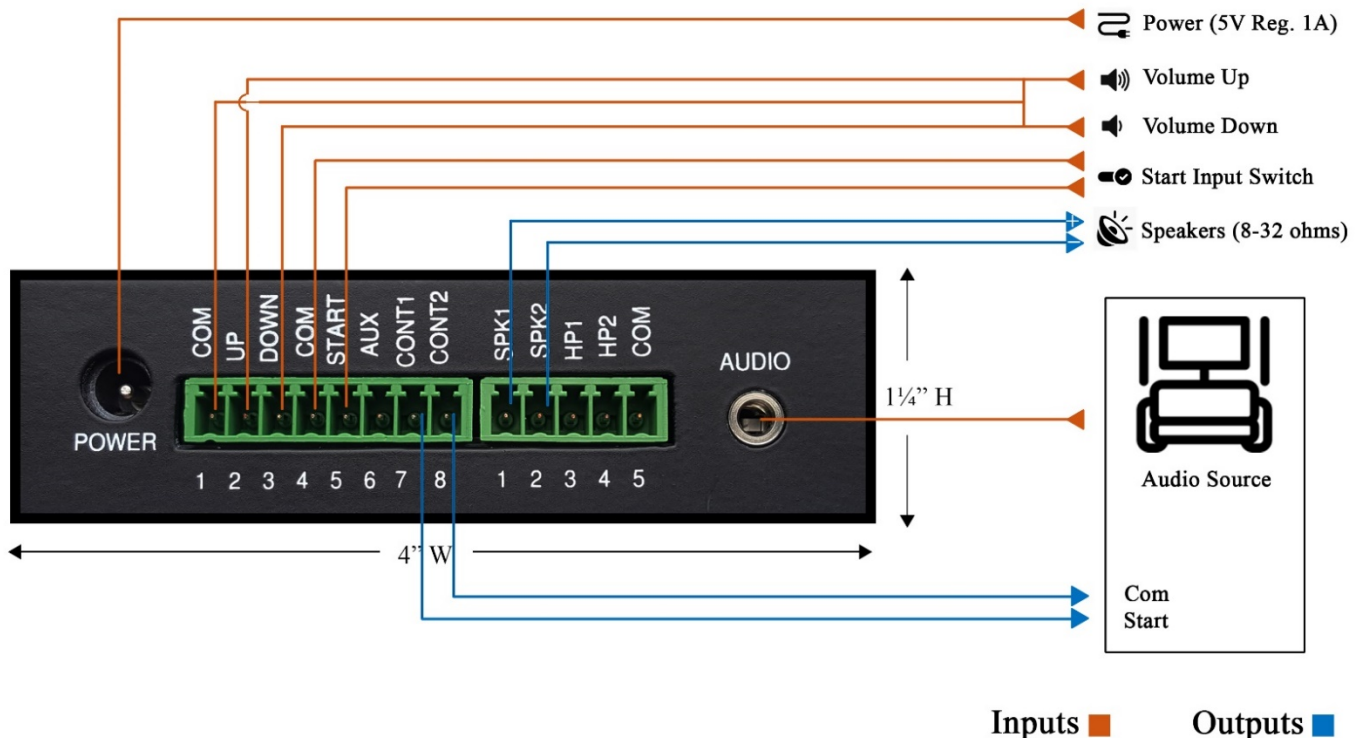 Power (5V Reg. 1A)
Volume Up
Volume Down
Start Input Switch
Speakers (8-32 ohms)
+
−
COM
UP
DOWN
COM
START
AUX
CONT1
CONT2
SPK1
SPK2
HP1
HP2
COM
AUDIO
POWER
1 2 3 4 5 6 7 8
1 2 3 4 5
1¼” H
4” W
Audio Source
Com
Start
Inputs
Outputs